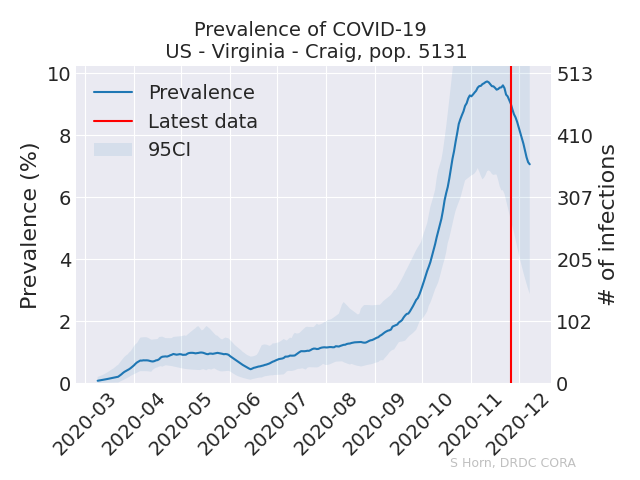 Prevalence of COVID-19
US - Virginia - Craig, pop. 5131
Prevalence
Latest data
95CI
Prevalence (%)
10
8
6
4
2
0
513
410
307
205
102
0
# of infections
2020-03
2020-04
2020-05
2020-06
2020-07
2020-08
2020-09
2020-10
2020-11
2020-12
S Horn, DRDC CORA